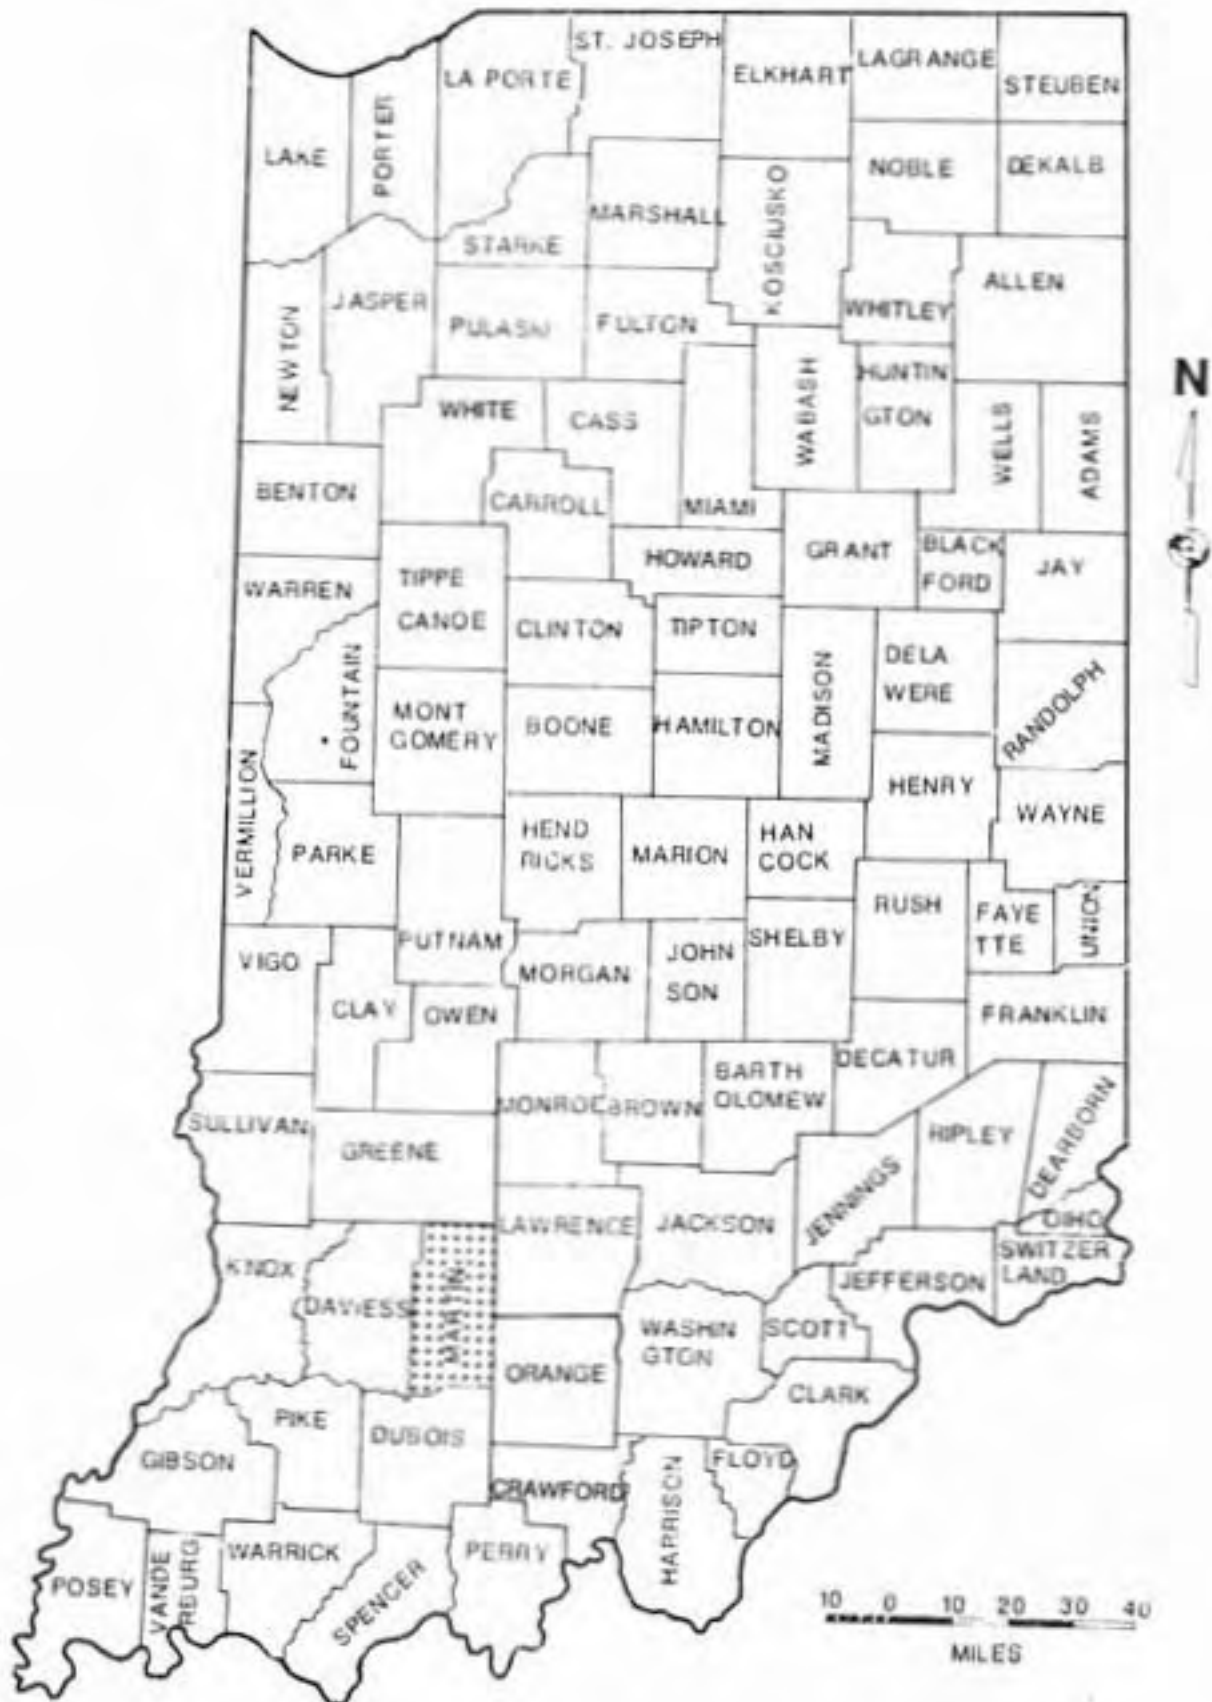 ST. JOSEPH
LA PORTE
ELKHART
LAGRANGE
STEUBEN
LAKE
PORTER
NOBLE
DEKALB
MARSHALL
KOSCIUSKO
STARKE
ALLEN
JASPER
PULASKI
FULTON
WHITLEY
NEWTON
N
WHITE
CASS
WABASH
HUNTIN
GTON
WELLS
ADAMS
BENTON
CARROLL
MIAMI
GRANT
BLACK
FORD
JAY
WARREN
TIPPE
CANOE
HOWARD
CLINTON
TIPTON
FOUNTAIN
MADISON
DELA
WERE
RANDOLPH
MONT
GOMERY
BOONE
HAMILTON
HENRY
VERMILLION
WAYNE
PARKE
HEND
RICKS
MARION
HAN
COCK
RUSH
FAYE
TTE
UNION
VIGO
PUTNAM
MORGAN
JOHN
SON
SHELBY
CLAY
OWEN
FRANKLIN
DECATUR
MONROE
BROWN
BARTH
OLOMEW
SULLIVAN
GREENE
RIPLEY
DEARBORN
JENNINGS
LAWRENCE
JACKSON
OIHO
SWITZER
LAND
KNOX
DAVIESS
MARTIN
JEFFERSON
WASHIN
GTON
SCOTT
ORANGE
CLARK
PIKE
DUBOIS
GIBSON
CRAWFORD
HARRISON
FLOYD
POSEY
VANDE
RBURG
WARRICK
SPENCER
PERRY
10 0 10 20 30 40
MILES